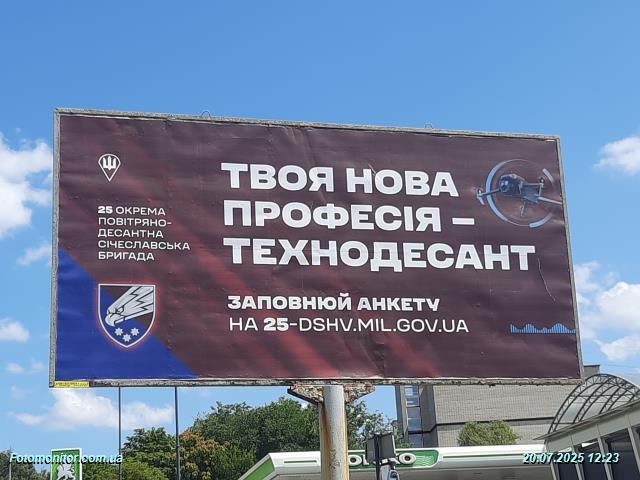 ТВОЯ НОВА
ПРОФЕСІЯ –
ТЕХНОДЕСАНТ
25 ОКРЕМА
ПОВІТРЯНО-
ДЕСАНТНА
СІЧЕСЛАВСЬКА
БРИГАДА
ЗАПОВНЮЙ АНКЕТУ
НА 25-DSHV.MIL.GOV.UA
Fotomonitor.com.ua
20.07.2025 12:23